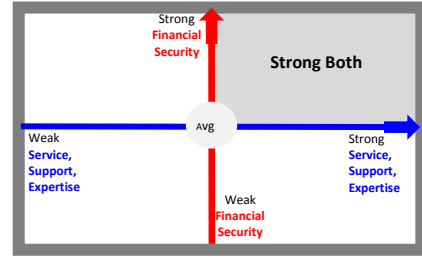 Strong
Financial
Security
Strong Both
Avg
Weak
Service,
Support,
Expertise
Strong
Service,
Support,
Expertise
Weak
Financial
Security